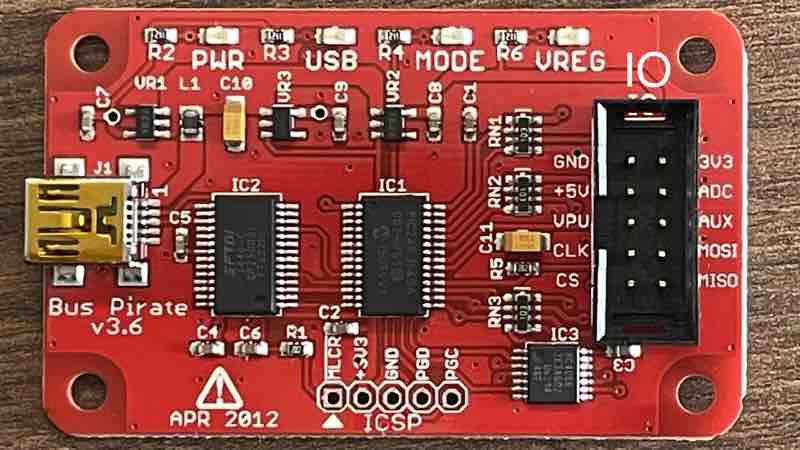 R2 PWR R3 USB R4 MODE R6 VREG
IO
C7 VR1 L1 C10 VR3 C9 VR2 C8 C1
RN1
GND 3V3
J1
1
IC2 IC1 RN2 +5V ADC
C5 VPU AUX
C11 CLK MOSI
R5 CS MISO
Bus Pirate
v3.6
RN3
C2
IC3
C4 C6 R1
MLCR +3V3 GND PGD PGC
C3
APR 2012
ICSP